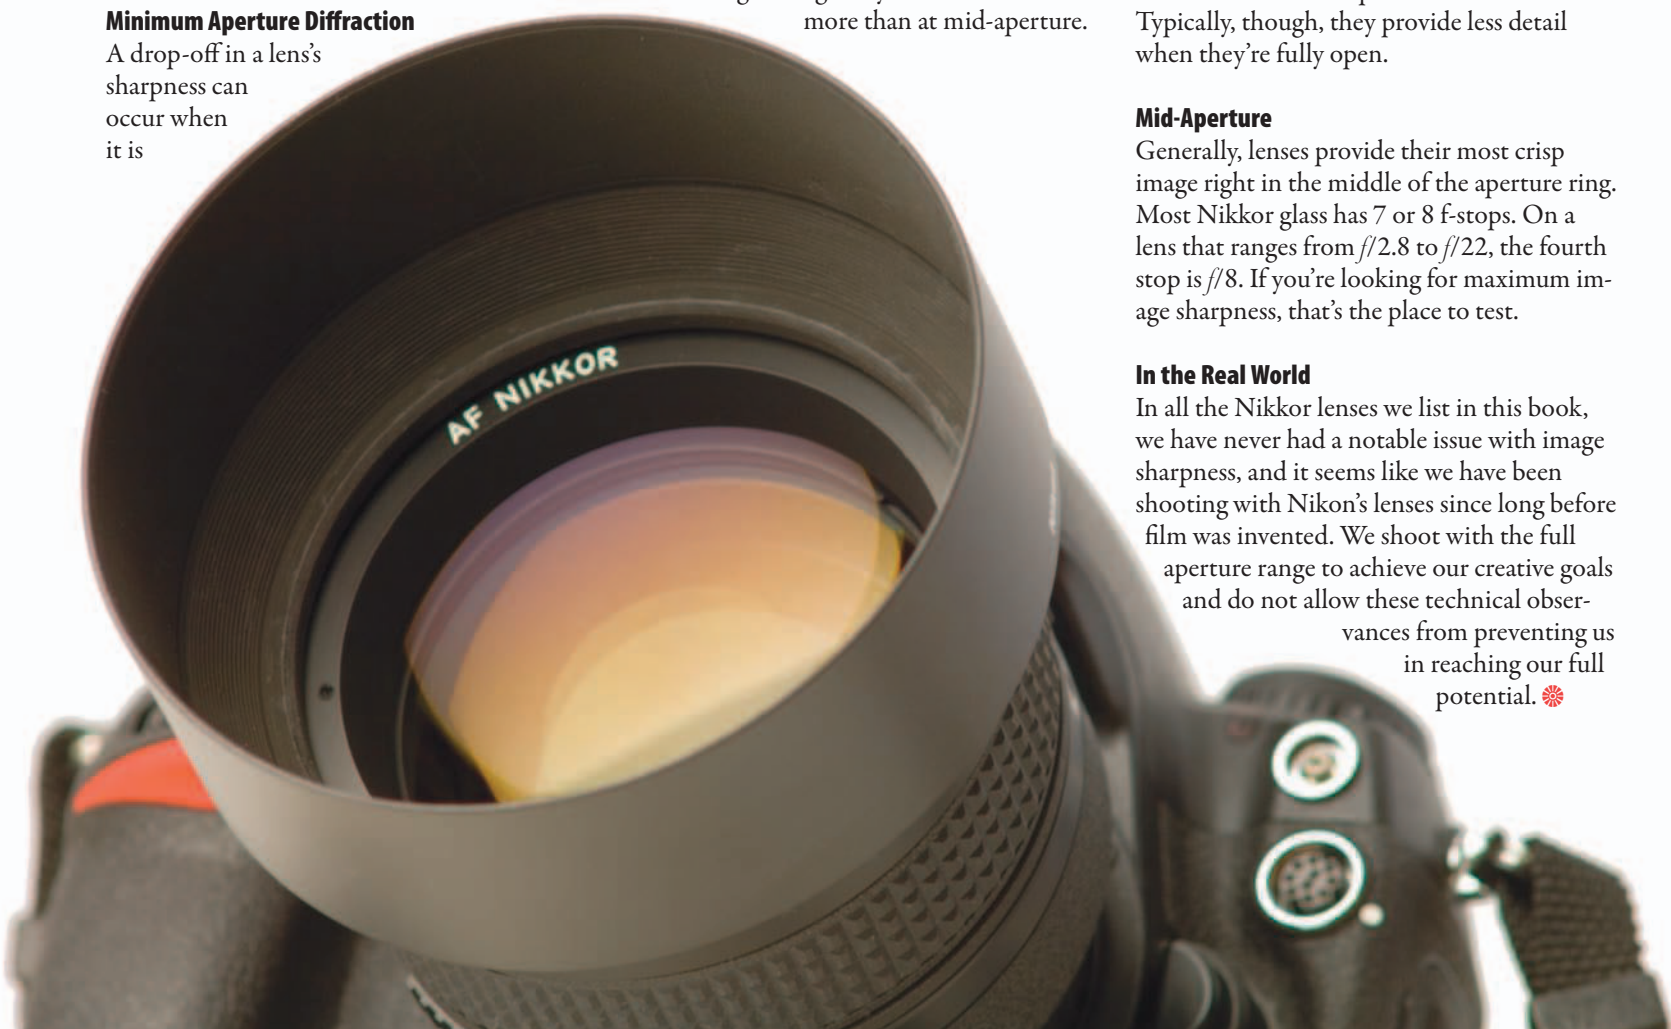 Minimum Aperture Diffraction
A drop-off in a lens’s
sharpness can
occur when
it is
more than at mid-aperture.
Typically, though, they provide less detail
when they’re fully open.
Mid-Aperture
Generally, lenses provide their most crisp
image right in the middle of the aperture ring.
Most Nikkor glass has 7 or 8 f-stops. On a
lens that ranges from f/2.8 to f/22, the fourth
stop is f/8. If you’re looking for maximum im-
age sharpness, that’s the place to test.
In the Real World
In all the Nikkor lenses we list in this book,
we have never had a notable issue with image
sharpness, and it seems like we have been
shooting with Nikon’s lenses since long before
film was invented. We shoot with the full
aperture range to achieve our creative goals
and do not allow these technical obser-
vances from preventing us
in reaching our full
potential.
AF NIKKOR